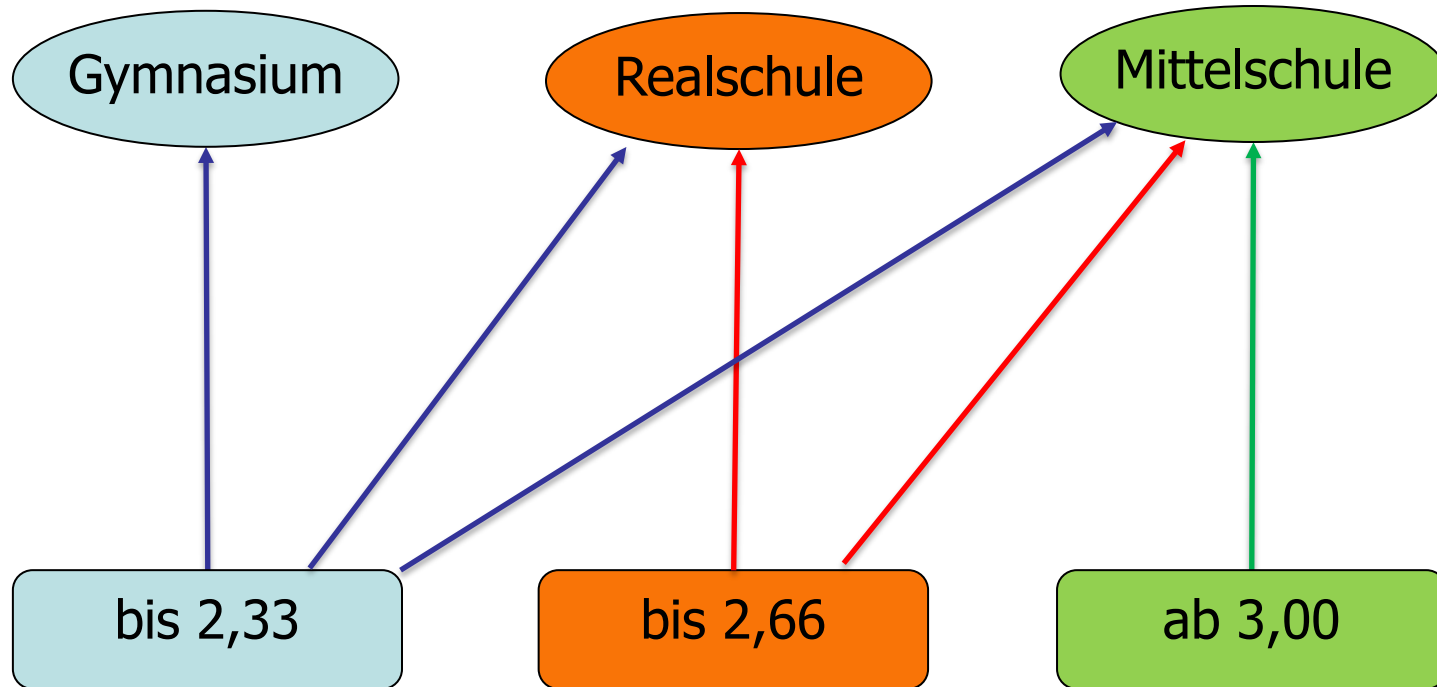 Gymnasium
Realschule
Mittelschule
bis 2,33
bis 2,66
ab 3,00